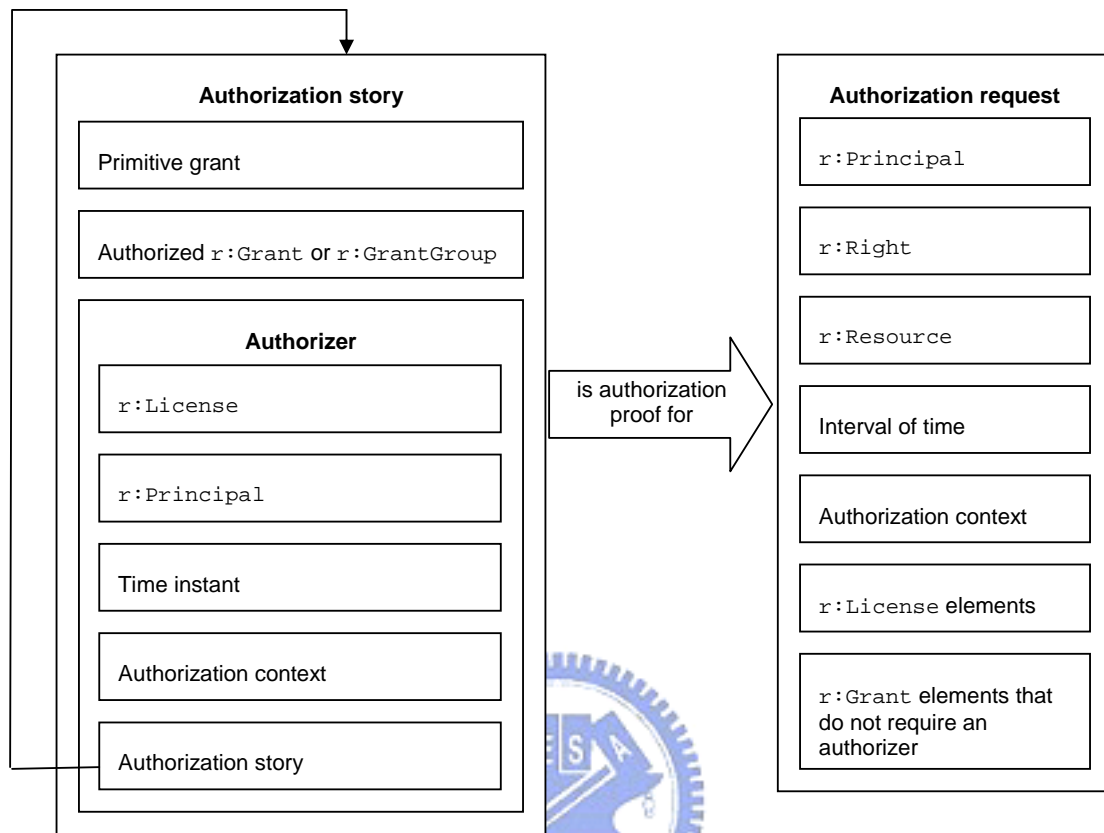 Authorization story
Primitive grant
Authorized r:Grant or r:GrantGroup
Authorizer
r:License
r:Principal
Time instant
Authorization context
Authorization story
is authorization
proof for
Authorization request
r:Principal
r:Right
r:Resource
Interval of time
Authorization context
r:License elements
r:Grant elements that
do not require an
authorizer
E S A